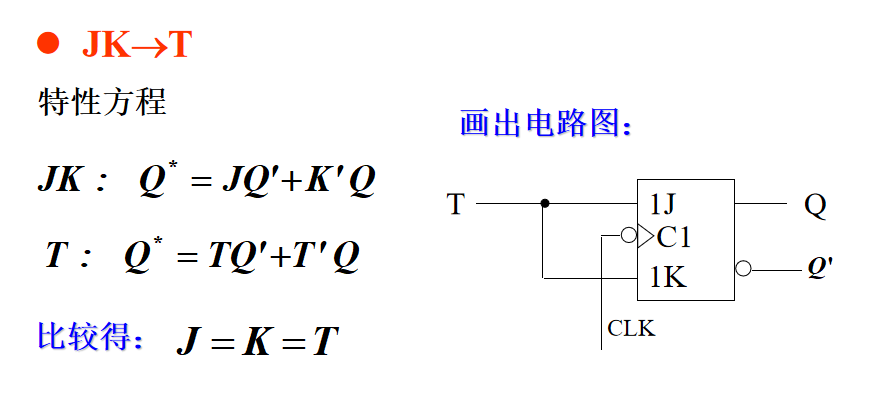 ● JK→T
特性方程
JK： Q* = JQ'+K'Q
T： Q* = TQ'+T'Q
比较得： J = K = T
画出电路图：
T 1J Q
C1
1K Q'
CLK